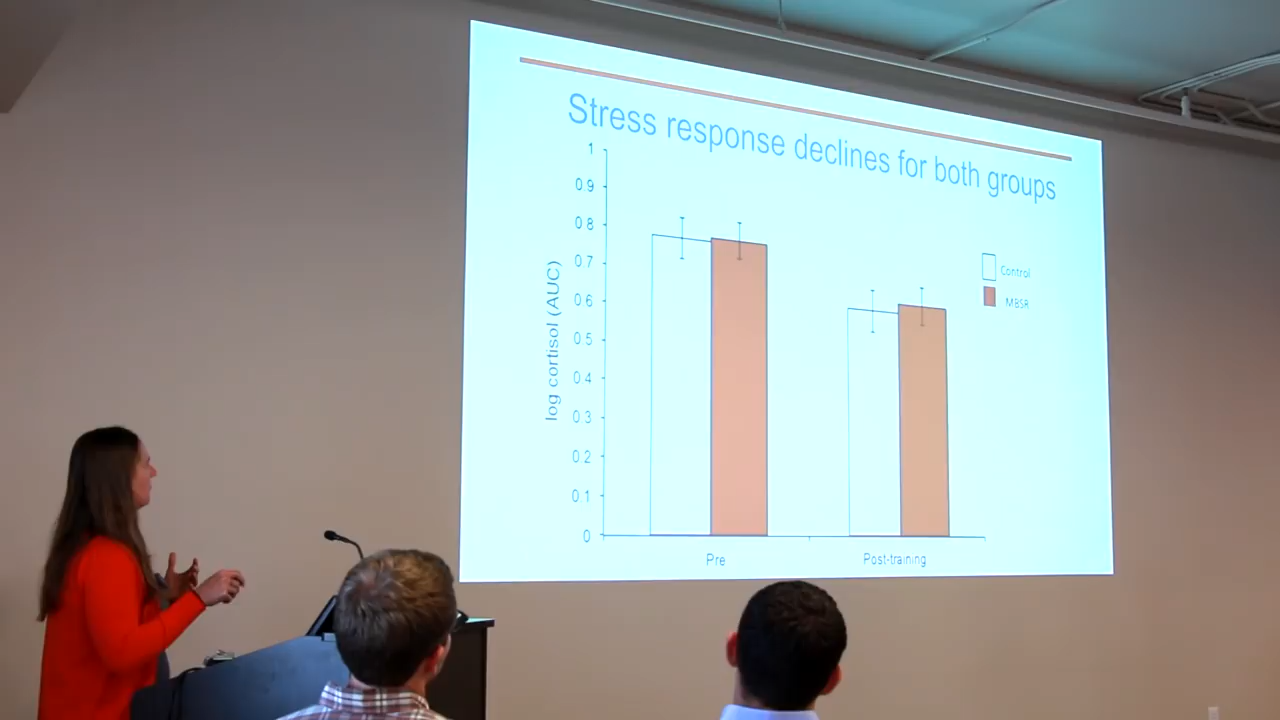 Stress response declines for both groups
1
0.9
0.8
0.7
0.6
0.5
0.4
0.3
0.2
0.1
0
log cortisol (AUC)
Control
MBSR
Pre
Post-training